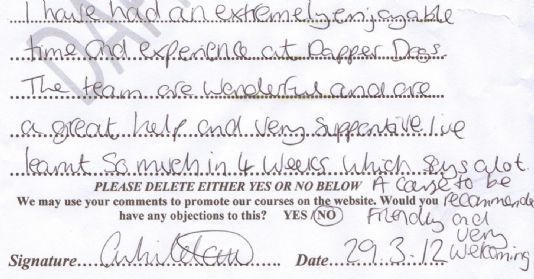 I have had an extremely enjoyable
time and experience at Dapper Dogs.
The team are wonderful and are
a great help and very supportive I've
learnt so much in 4 weeks which says alot.
PLEASE DELETE EITHER YES OR NO BELOW A course to be
We may use your comments to promote our courses on the website. Would you recommended
have any objections to this? YES / NO Friendly and
very
Signature Date 29.3.12 welcoming